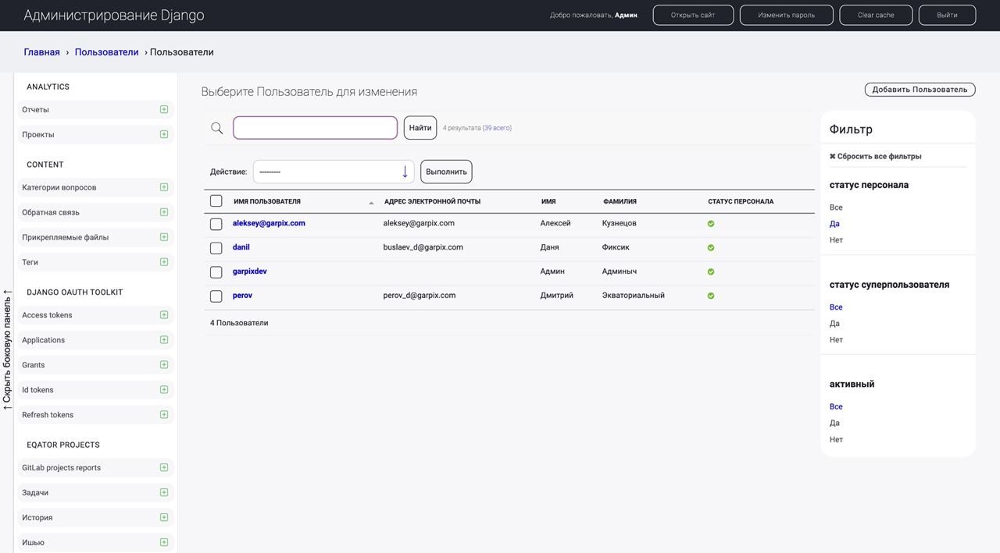 Администрирование Django
Добро пожаловать, Админ.
Открыть сайт
Изменить пароль
Clear cache
Выйти
Главная › Пользователи › Пользователи
↑ Скрыть боковую панель ↑
ANALYTICS
Отчеты
Проекты
CONTENT
Категории вопросов
Обратная связь
Прикрепляемые файлы
Теги
DJANGO OAUTH TOOLKIT
Access tokens
Applications
Grants
Id tokens
Refresh tokens
EQATOR PROJECTS
GitLab projects reports
Задачи
История
Ишью
Выберите Пользователь для изменения
Добавить Пользователь
Найти
4 результата (39 всего)
Действие: --------- Выполнить
ИМЯ ПОЛЬЗОВАТЕЛЯ АДРЕС ЭЛЕКТРОННОЙ ПОЧТЫ ИМЯ ФАМИЛИЯ СТАТУС ПЕРСОНАЛА
aleksey@garpix.com aleksey@garpix.com Алексей Кузнецов
danil buslaev_d@garpix.com Даня Фиксик
garpixdev Админ Админыч
perov perov_d@garpix.com Дмитрий Экваториальный
4 Пользователи
Фильтр
✖ Сбросить все фильтры
статус персонала
Все
Да
Нет
статус суперпользователя
Все
Да
Нет
активный
Все
Да
Нет